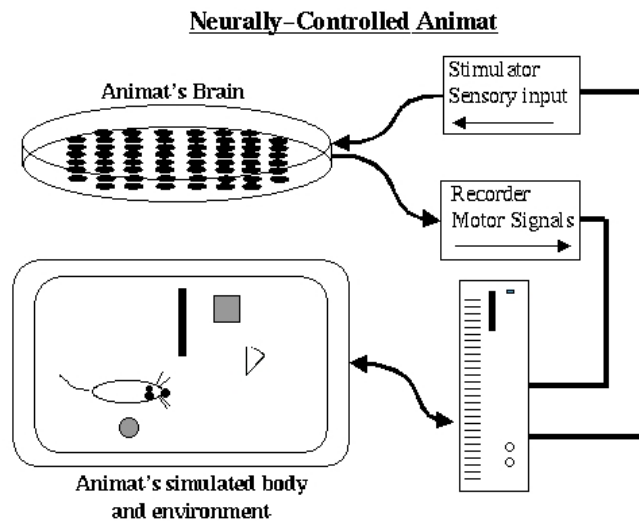 Neurally-Controlled Animat
Animat's Brain
Stimulator
Sensory input
Recorder
Motor Signals
Animat's simulated body
and environment